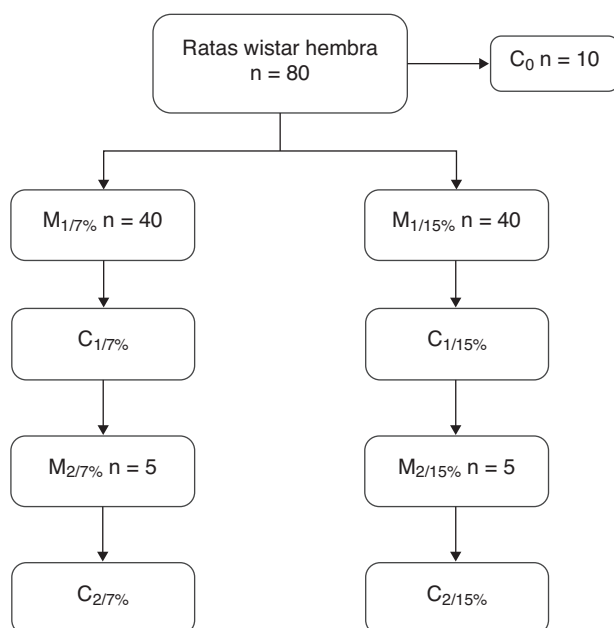 Ratas wistar hembra
n = 80
C0 n = 10
M1/7% n = 40
M1/15% n = 40
C1/7%
C1/15%
M2/7% n = 5
M2/15% n = 5
C2/7%
C2/15%